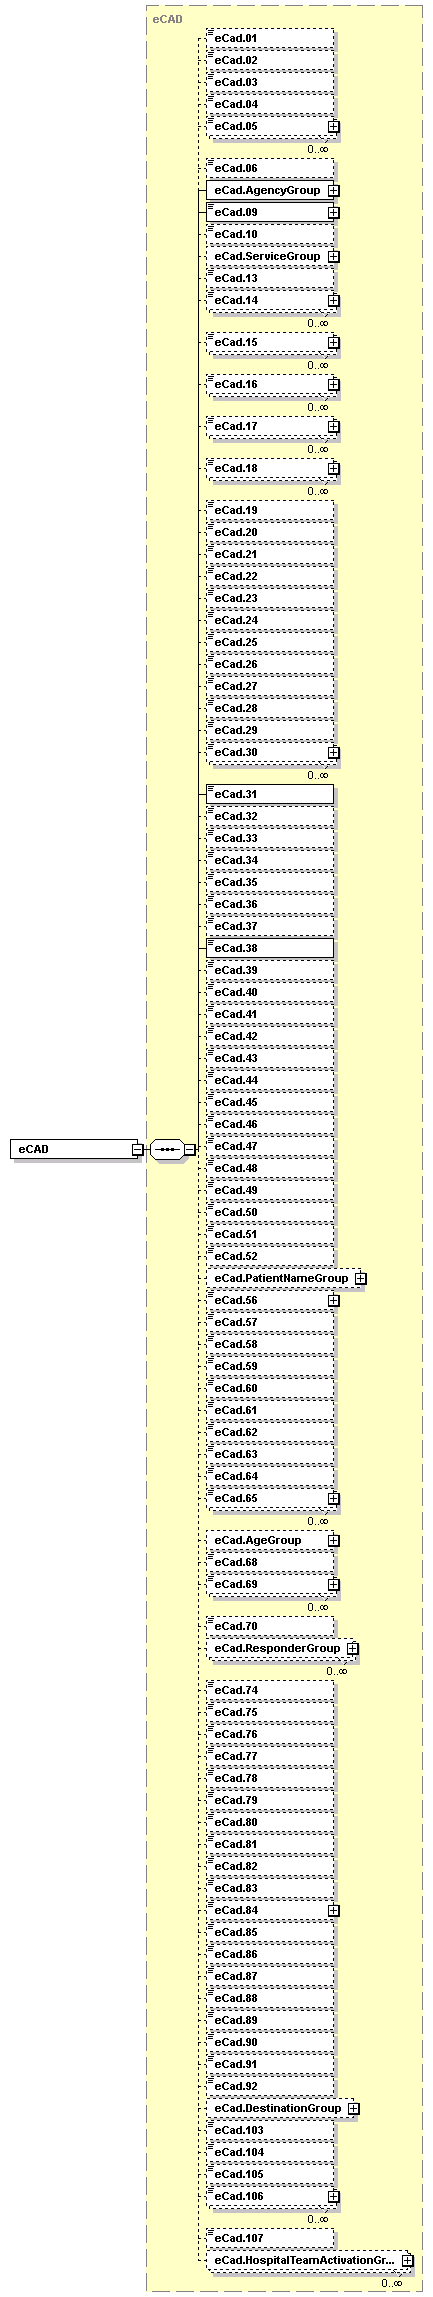 eCAD
eCad.01
eCad.02
eCad.03
eCad.04
eCad.05
0..∞
eCad.06
eCad.AgencyGroup
eCad.09
eCad.10
eCad.ServiceGroup
eCad.13
eCad.14
0..∞
eCad.15
0..∞
eCad.16
0..∞
eCad.17
0..∞
eCad.18
0..∞
eCad.19
eCad.20
eCad.21
eCad.22
eCad.23
eCad.24
eCad.25
eCad.26
eCad.27
eCad.28
eCad.29
eCad.30
0..∞
eCad.31
eCad.32
eCad.33
eCad.34
eCad.35
eCad.36
eCad.37
eCad.38
eCad.39
eCad.40
eCad.41
eCad.42
eCad.43
eCad.44
eCad.45
eCad.46
eCad.47
eCAD
eCad.48
eCad.49
eCad.50
eCad.51
eCad.52
eCad.PatientNameGroup
eCad.56
eCad.57
eCad.58
eCad.59
eCad.60
eCad.61
eCad.62
eCad.63
eCad.64
eCad.65
0..∞
eCad.AgeGroup
eCad.68
eCad.69
0..∞
eCad.70
eCad.ResponderGroup
0..∞
eCad.74
eCad.75
eCad.76
eCad.77
eCad.78
eCad.79
eCad.80
eCad.81
eCad.82
eCad.83
eCad.84
eCad.85
eCad.86
eCad.87
eCad.88
eCad.89
eCad.90
eCad.91
eCad.92
eCad.DestinationGroup
eCad.103
eCad.104
eCad.105
eCad.106
0..∞
eCad.107
eCad.HospitalTeamActivationGr...
0..∞